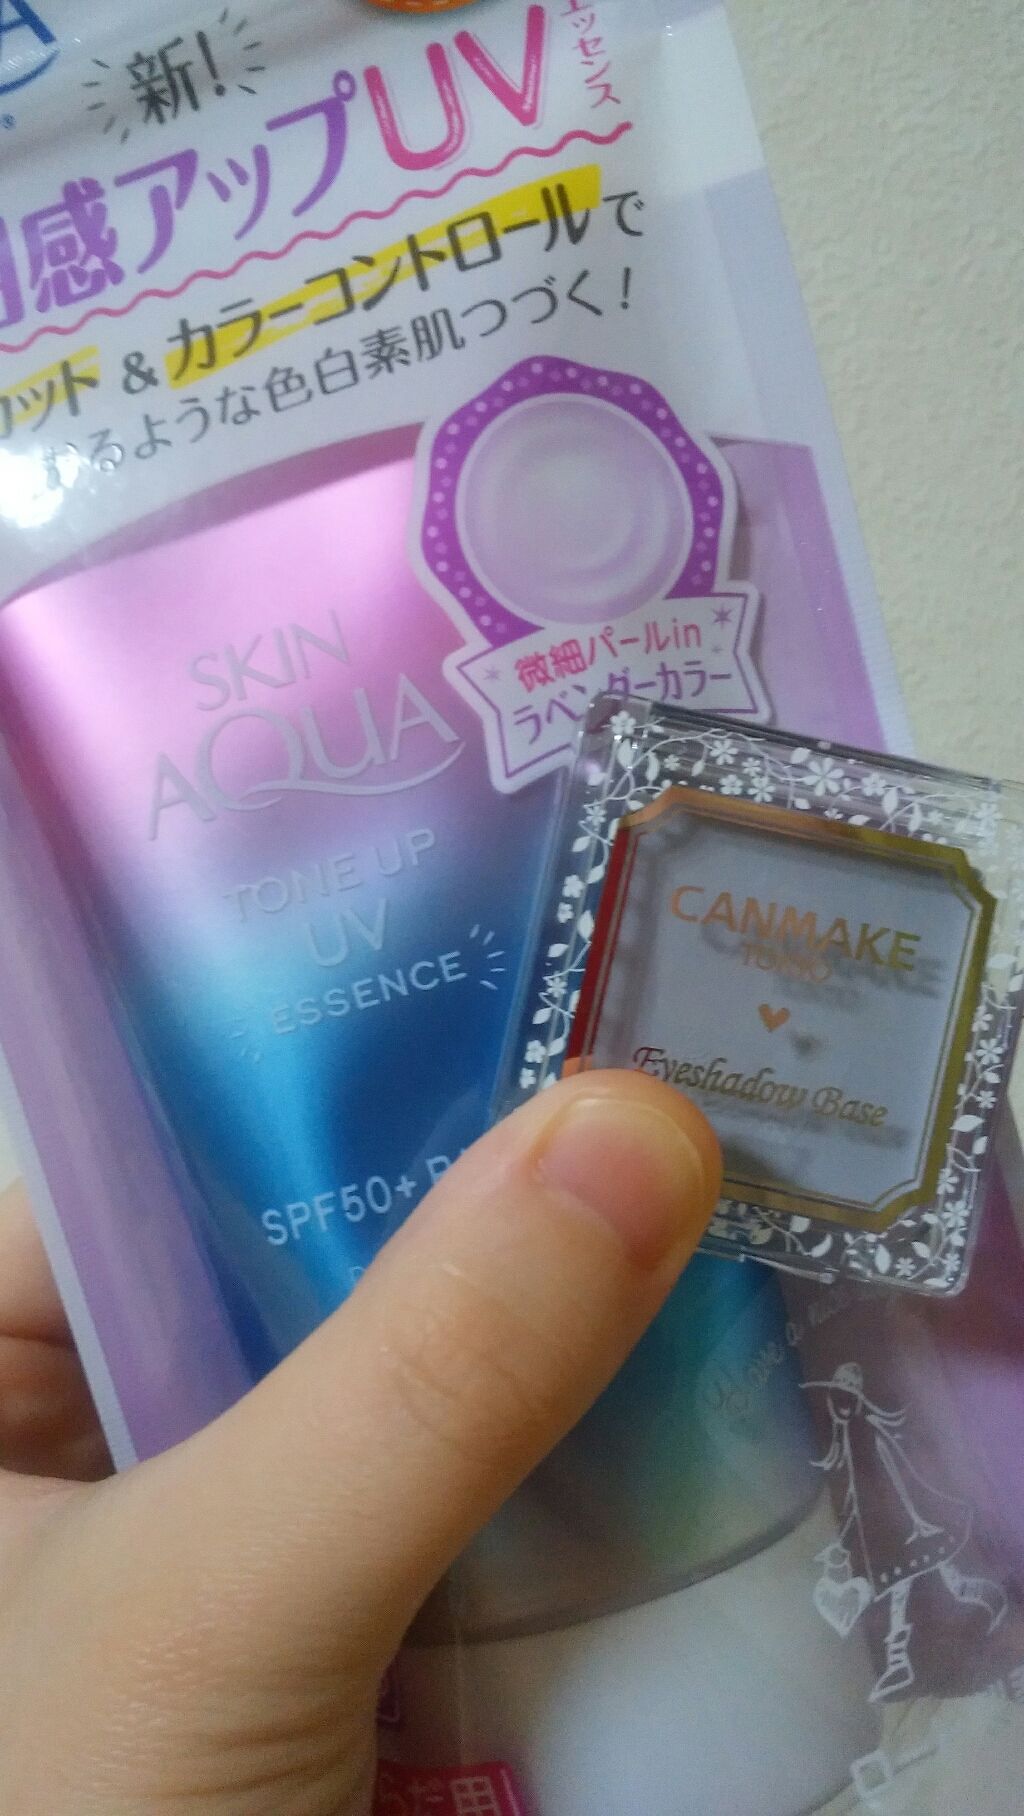 新!
感アップUV
エッセンス
カット & カラーコントロールで
るような色白素肌つづく!
SKIN
AQUA
TONE UP
UV
ESSENCE
SPF50+
微細パールin
ラベンダーカラー
CANMAKE
TOKYO
Eyeshadow Base